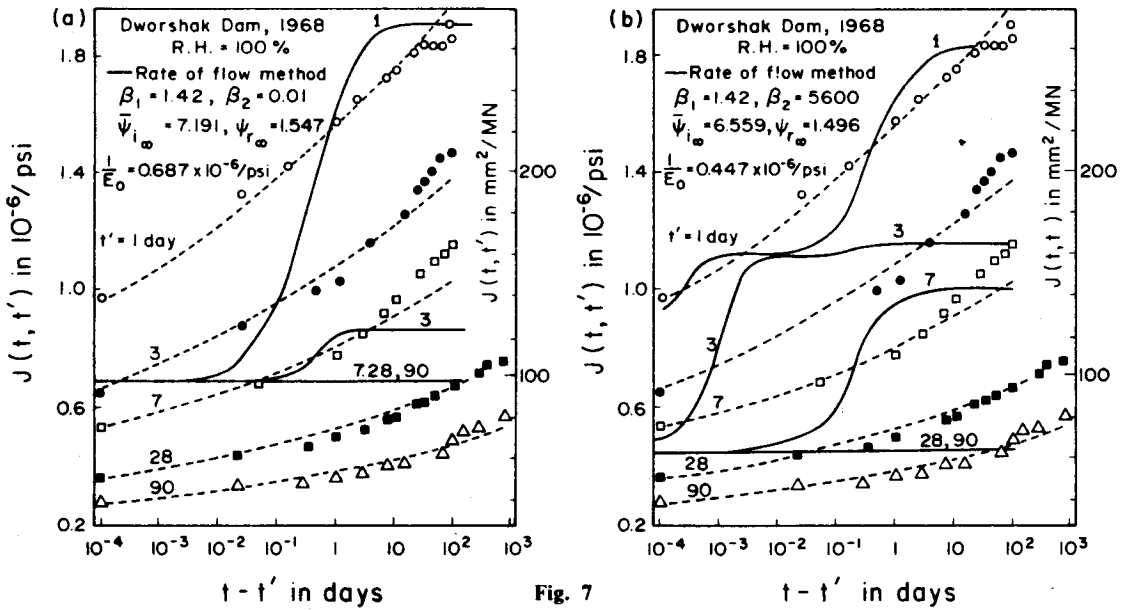 (a)
Dworshak Dam, 1968
R.H. = 100%
Rate of flow method
β₁ = 1.42, β₂ = 0.01
ψ̄ᵢ∞ = 7.191, ψᵣ∞ = 1.547
1/E₀ = 0.687 x 10⁻⁶/psi
t' = 1 day
1
3
3
7
7.28, 90
28
90
J(t, t') in 10⁻⁶/psi
1.8
1.4
1.0
0.6
0.2
J(t,t') in mm²/MN
200
100
10⁻⁴ 10⁻³ 10⁻² 10⁻¹ 1 10 10² 10³
t - t' in days
(b)
Dworshak Dam, 1968
R.H. = 100%
Rate of flow method
β₁ = 1.42, β₂ = 5600
ψ̄ᵢ∞ = 6.559, ψᵣ∞ = 1.496
1/E₀ = 0.447 x 10⁻⁶/psi
t' = 1 day
1
3
7
3
7
28, 90
28
90
J(t, t') in 10⁻⁶/psi
1.8
1.4
1.0
0.6
0.2
J(t,t) in mm²/MN
200
100
10⁻⁴ 10⁻³ 10⁻² 10⁻¹ 1 10 10² 10³
t - t' in days
Fig. 7